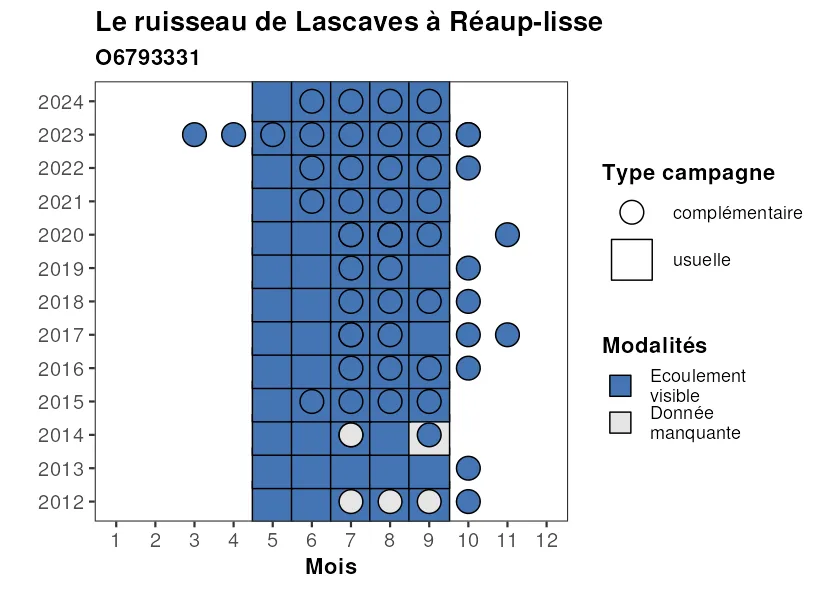 Le ruisseau de Lascaves à Réaup-lisse
O6793331
2024
2023
2022
2021
2020
2019
2018
2017
2016
2015
2014
2013
2012
1 2 3 4 5 6 7 8 9 10 11 12
Mois
Type campagne
complémentaire
usuelle
Modalités
Ecoulement
visible
Donnée
manquante